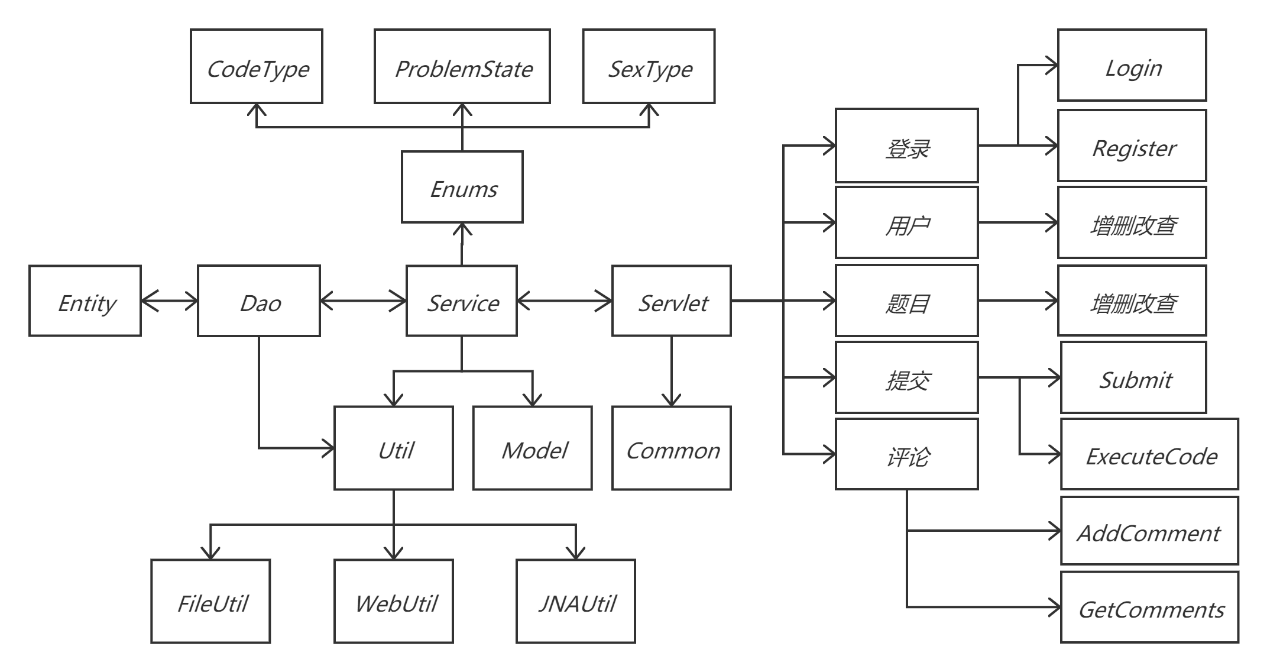 CodeType
ProblemState
SexType
Login
登录
Register
Enums
用户
增删改查
Entity
Dao
Service
Servlet
题目
增删改查
提交
Submit
Util
Model
Common
评论
ExecuteCode
AddComment
FileUtil
WebUtil
JNAUtil
GetComments